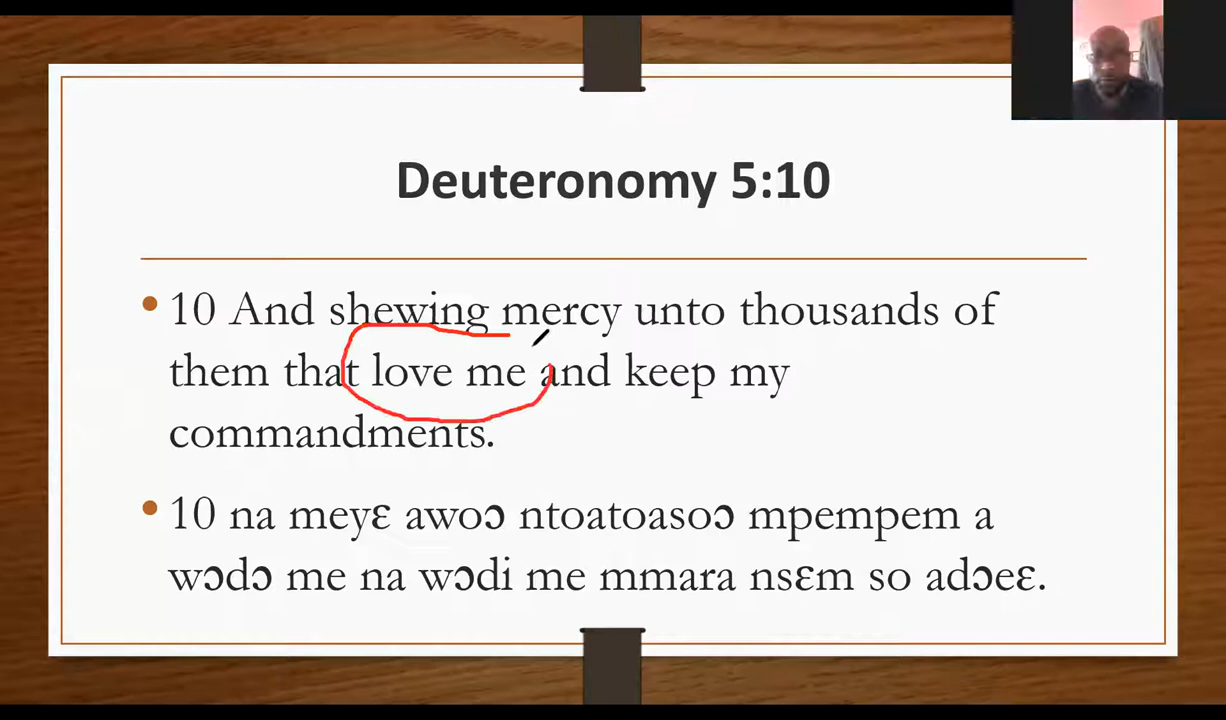 Deuteronomy 5:10
• 10 And shewing mercy unto thousands of
them that love me and keep my
commandments.
• 10 na meyɛ awoɔ ntoatoasoɔ mpempem a
wɔdɔ me na wɔdi me mmara nsɛm so adɔeɛ.